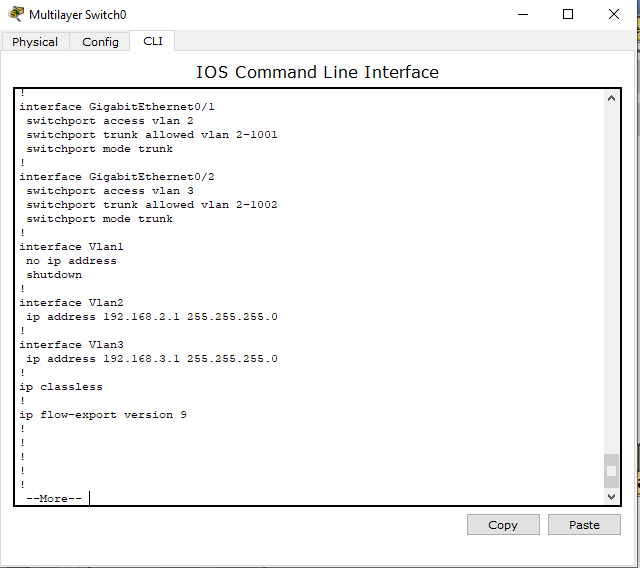 Multilayer Switch0
Physical Config CLI
IOS Command Line Interface
!
interface GigabitEthernet0/1
switchport access vlan 2
switchport trunk allowed vlan 2-1001
switchport mode trunk
!
interface GigabitEthernet0/2
switchport access vlan 3
switchport trunk allowed vlan 2-1002
switchport mode trunk
!
interface Vlan1
no ip address
shutdown
!
interface Vlan2
ip address 192.168.2.1 255.255.255.0
!
interface Vlan3
ip address 192.168.3.1 255.255.255.0
!
ip classless
!
ip flow-export version 9
!
!
!
!
!
--More--
Copy Paste